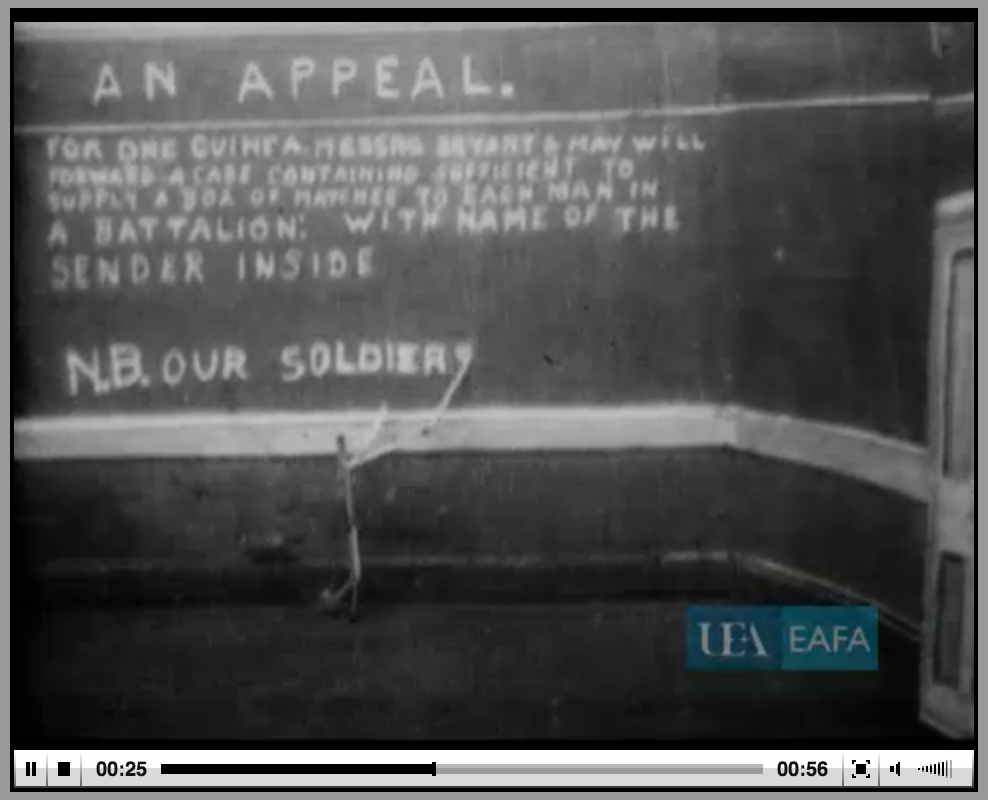 AN APPEAL.
FOR ONE GUINEA MESSRS BRYANT & MAY WILL
FORWARD A CASE CONTAINING SUFFICIENT TO
SUPPLY A BOX OF MATCHES TO EACH MAN IN
A BATTALION: WITH NAME OF THE
SENDER INSIDE
N.B. OUR SOLDIERS
UEA EAFA
00:25
00:56